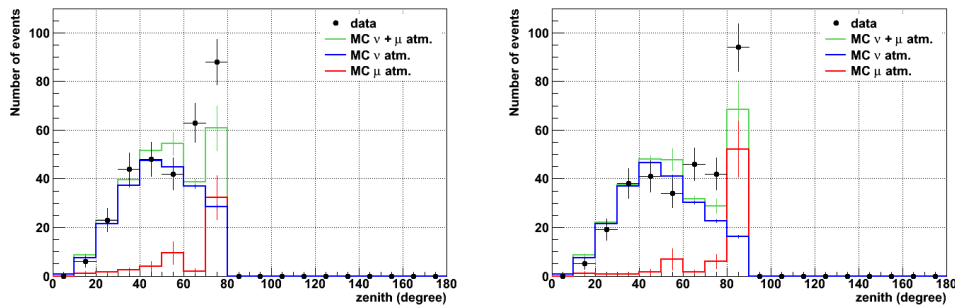 Number of events
100
80
60
40
20
0
data
MC ν + μ atm.
MC ν atm.
MC μ atm.
0 20 40 60 80 100 120 140 160 180
zenith (degree)
Number of events
100
80
60
40
20
0
data
MC ν + μ atm.
MC ν atm.
MC μ atm.
0 20 40 60 80 100 120 140 160 180
zenith (degree)